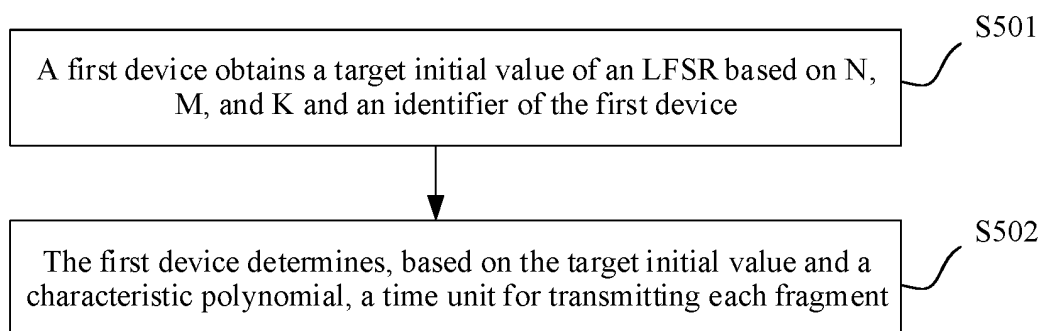 S501
A first device obtains a target initial value of an LFSR based on N,
M, and K and an identifier of the first device
S502
The first device determines, based on the target initial value and a
characteristic polynomial, a time unit for transmitting each fragment